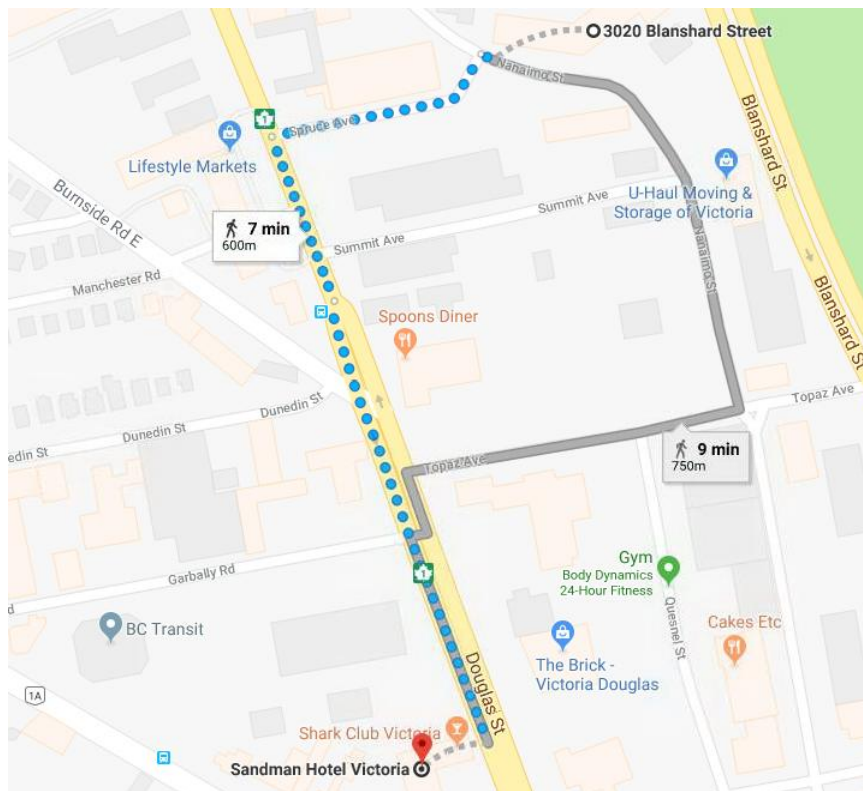 3020 Blanshard Street
Nanaimo St
Blanshard St
1
Spruce Ave
Lifestyle Markets
U-Haul Moving &
Storage of Victoria
Burnside Rd E
7 min
600m
Summit Ave
Summit Ave
Nanaimo St
Manchester Rd
Blanshard St
Spoons Diner
Dunedin St
Topaz Ave
Dunedin St
edin St
9 min
750m
Topaz Ave
Garbally Rd
1
Gym
Body Dynamics
24-Hour Fitness
Quesnel St
Cakes Etc
BC Transit
Douglas St
The Brick -
Victoria Douglas
1A
Shark Club Victoria
Sandman Hotel Victoria